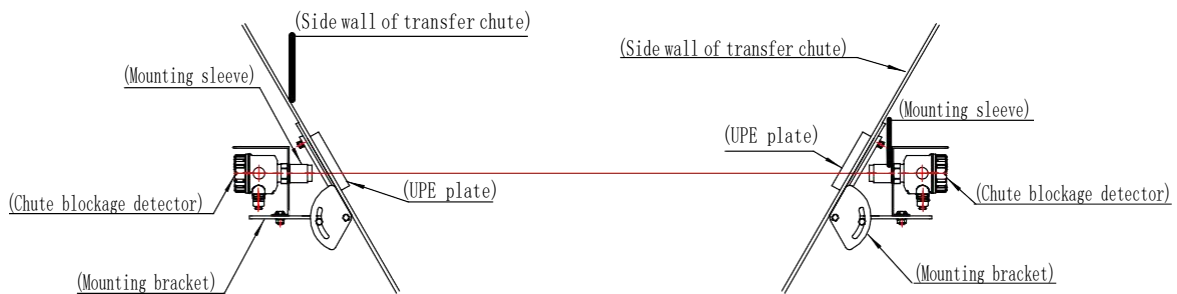 (Side wall of transfer chute)
(Side wall of transfer chute)
(Mounting sleeve)
(Mounting sleeve)
(UPE plate)
(UPE plate)
(Chute blockage detector)
(Chute blockage detector)
(Mounting bracket)
(Mounting bracket)